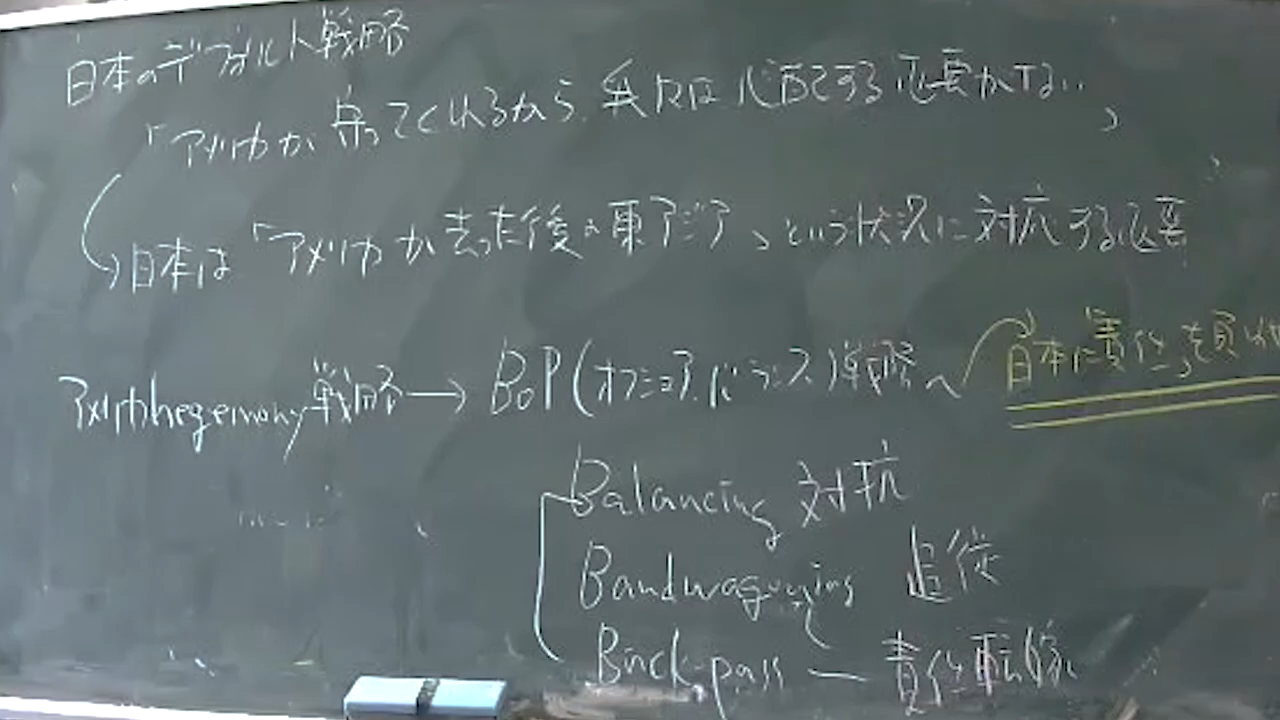 日本のデフォルト戦略
「アメリカが守ってくれるから、我々は心配する必要がない」
日本は「アメリカが去った後の東アジア」という状況に対応する必要
アメリカhegemony戦略→BoP(オフショア.バランス)戦略へ
日本に責任を負わ
Balancing 対抗
Bandwagoning 追従
Buck-pass — 責任転嫁